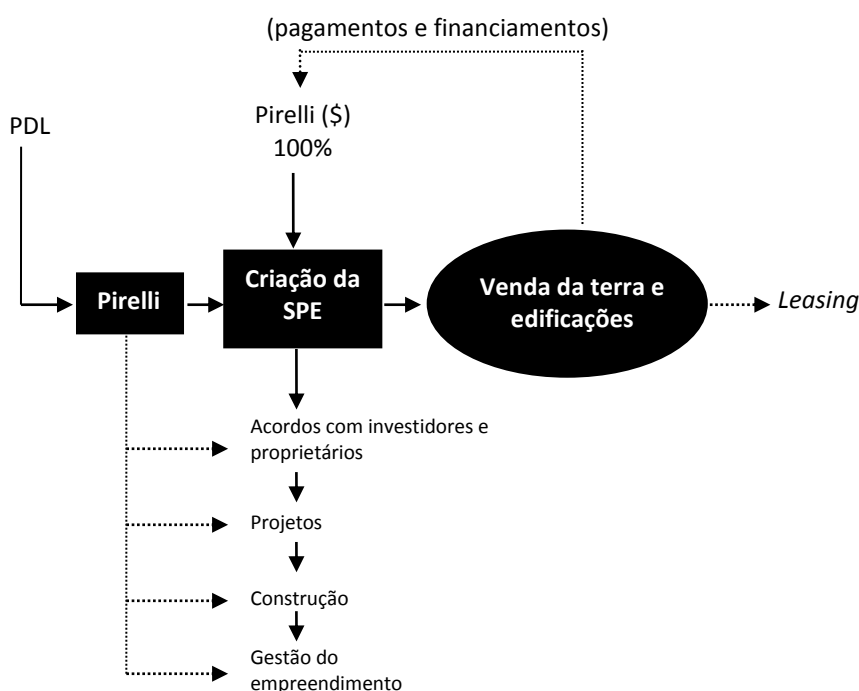 (pagamentos e financiamentos)
Pirelli ($)
100%
PDL
Pirelli
Criação da
SPE
Venda da terra e
edificações
Leasing
Acordos com investidores e
proprietários
Projetos
Construção
Gestão do
empreendimento